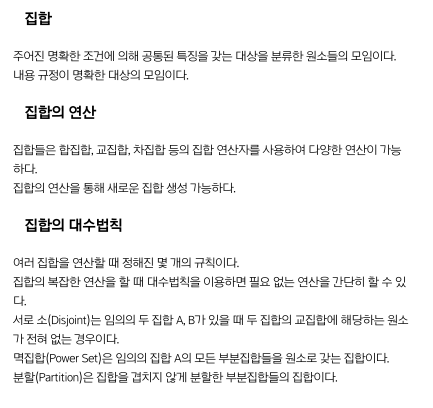 집합
주어진 명확한 조건에 의해 공통된 특징을 갖는 대상을 분류한 원소들의 모임이다.
내용 규정이 명확한 대상의 모임이다.
집합의 연산
집합들은 합집합, 교집합, 차집합 등의 집합 연산자를 사용하여 다양한 연산이 가능
하다.
집합의 연산을 통해 새로운 집합 생성 가능하다.
집합의 대수법칙
여러 집합을 연산할 때 정해진 몇 개의 규칙이다.
집합의 복잡한 연산을 할 때 대수법칙을 이용하면 필요 없는 연산을 간단히 할 수 있
다.
서로 소(Disjoint)는 임의의 두 집합 A, B가 있을 때 두 집합의 교집합에 해당하는 원소
가 전혀 없는 경우이다.
멱집합(Power Set)은 임의의 집합 A의 모든 부분집합들을 원소로 갖는 집합이다.
분할(Partition)은 집합을 겹치지 않게 분할한 부분집합들의 집합이다.